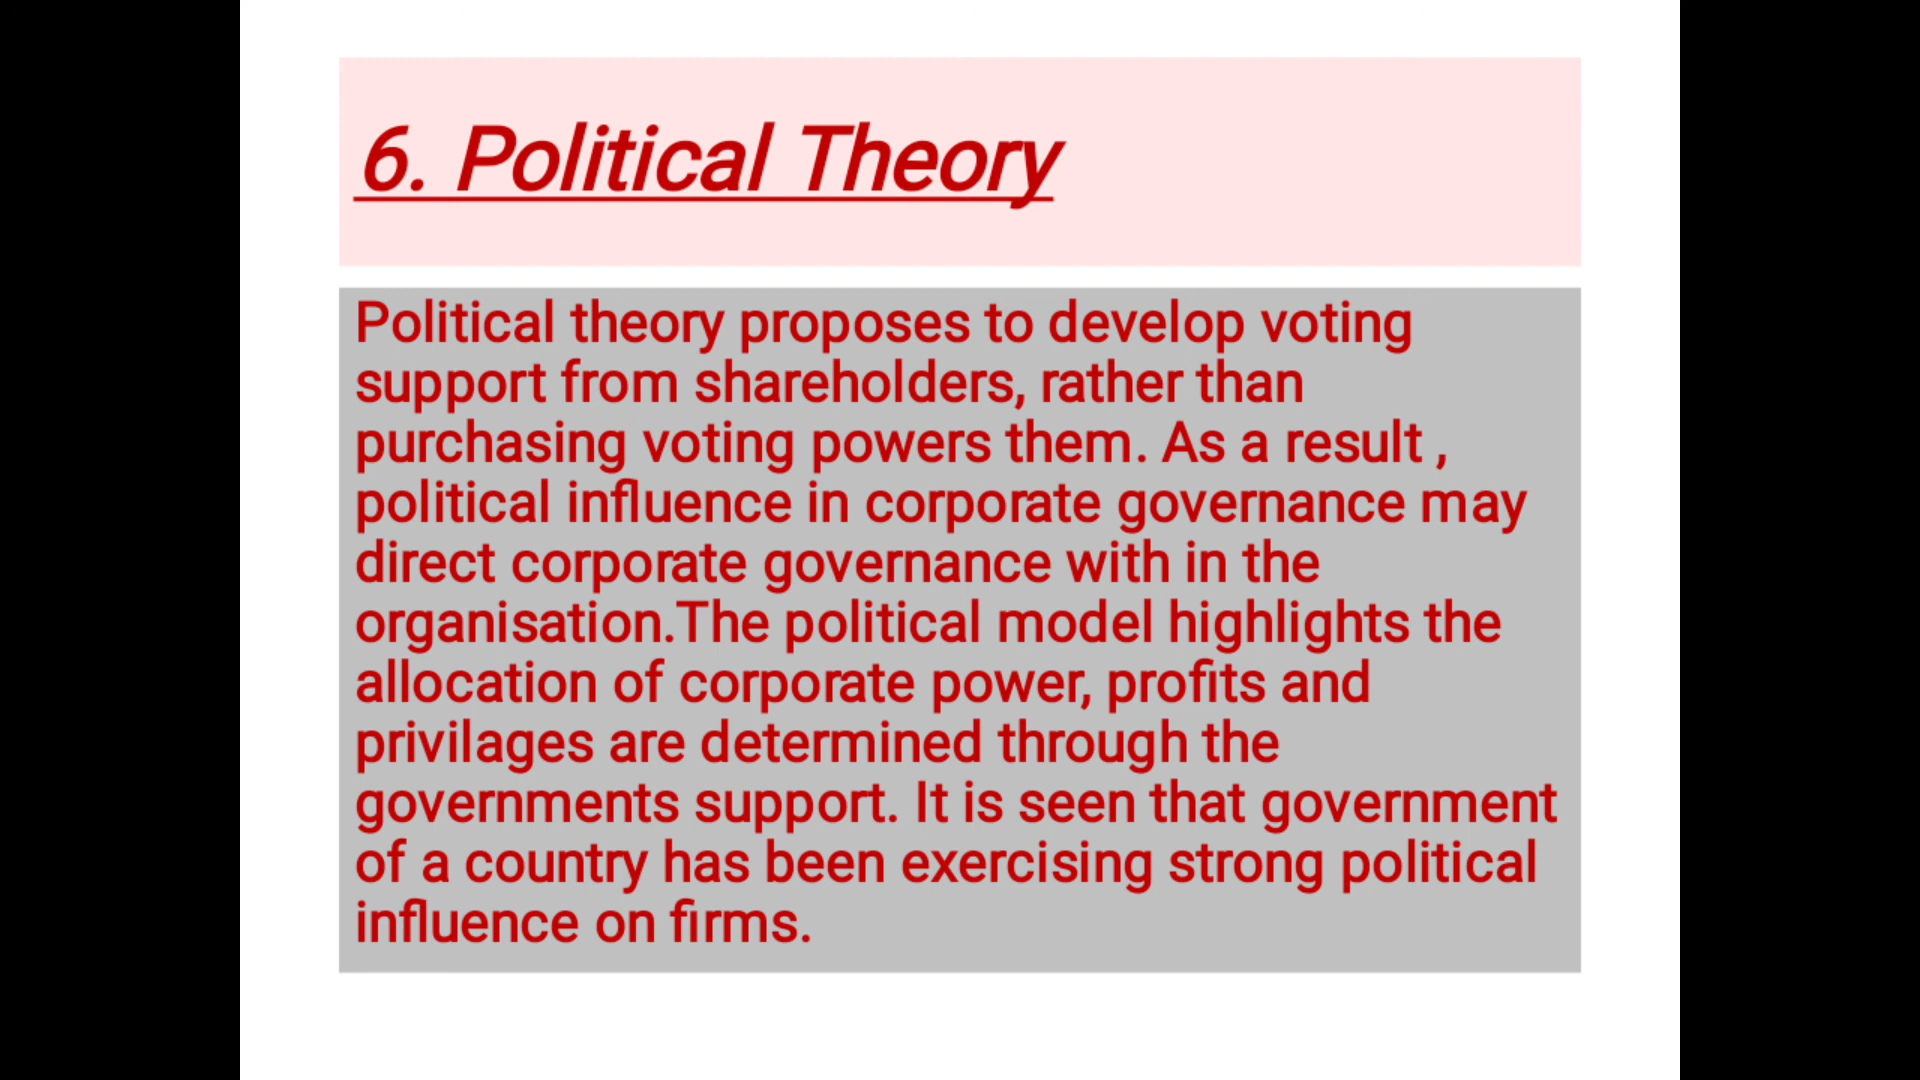 6. Political Theory
Political theory proposes to develop voting
support from shareholders, rather than
purchasing voting powers them. As a result ,
political influence in corporate governance may
direct corporate governance with in the
organisation.The political model highlights the
allocation of corporate power, profits and
privilages are determined through the
governments support. It is seen that government
of a country has been exercising strong political
influence on firms.